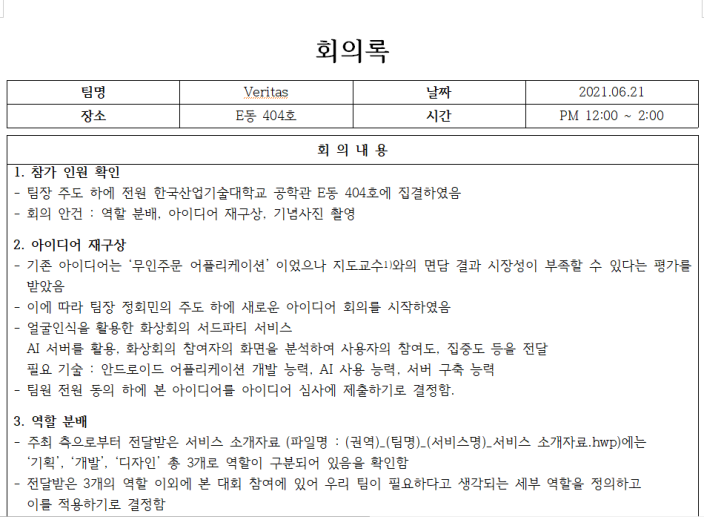 회의록
팀명 Veritas 날짜 2021.06.21
장소 E동 404호 시간 PM 12:00 ~ 2:00
회 의 내 용
1. 참가 인원 확인
- 팀장 주도 하에 전원 한국산업기술대학교 공학관 E동 404호에 집결하였음
- 회의 안건 : 역할 분배, 아이디어 재구상, 기념사진 촬영
2. 아이디어 재구상
- 기존 아이디어는 ‘무인주문 어플리케이션’ 이었으나 지도교수1)와의 면담 결과 시장성이 부족할 수 있다는 평가를
받았음
- 이에 따라 팀장 정회민의 주도 하에 새로운 아이디어 회의를 시작하였음
- 얼굴인식을 활용한 화상회의 서드파티 서비스
AI 서버를 활용, 화상회의 참여자의 화면을 분석하여 사용자의 참여도, 집중도 등을 전달
필요 기술 : 안드로이드 어플리케이션 개발 능력, AI 사용 능력, 서버 구축 능력
- 팀원 전원 동의 하에 본 아이디어를 아이디어 심사에 제출하기로 결정함.
3. 역할 분배
- 주최 측으로부터 전달받은 서비스 소개자료 (파일명 : (권역)_(팀명)_(서비스명)_서비스 소개자료.hwp)에는
‘기획’, ‘개발’, ‘디자인’ 총 3개로 역할이 구분되어 있음을 확인함
- 전달받은 3개의 역할 이외에 본 대회 참여에 있어 우리 팀이 필요하다고 생각되는 세부 역할을 정의하고
이를 적용하기로 결정함